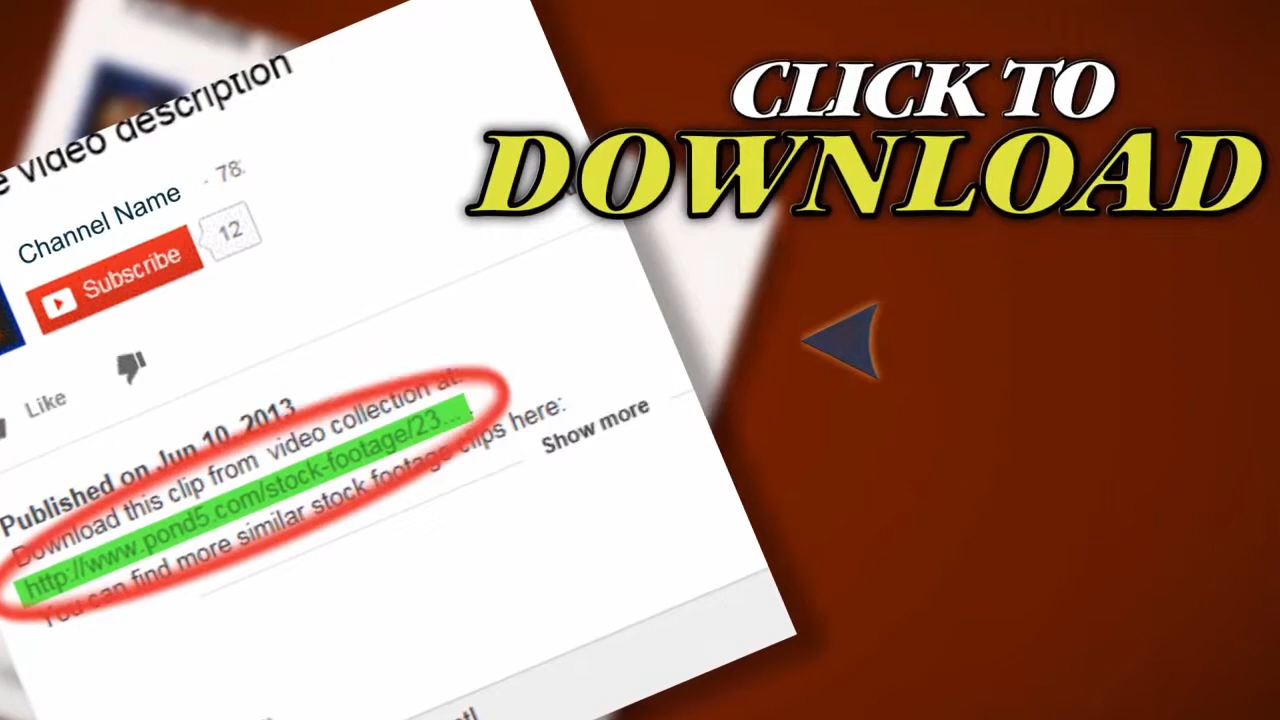 CLICK TO
DOWNLOAD
video description
Channel Name
78
Subscribe
12
Like
Published on Jun 10, 2013
Download this clip from video collection at:
http://www.pond5.com/stock-footage/23...
You can find more similar stock footage clips here:
Show more